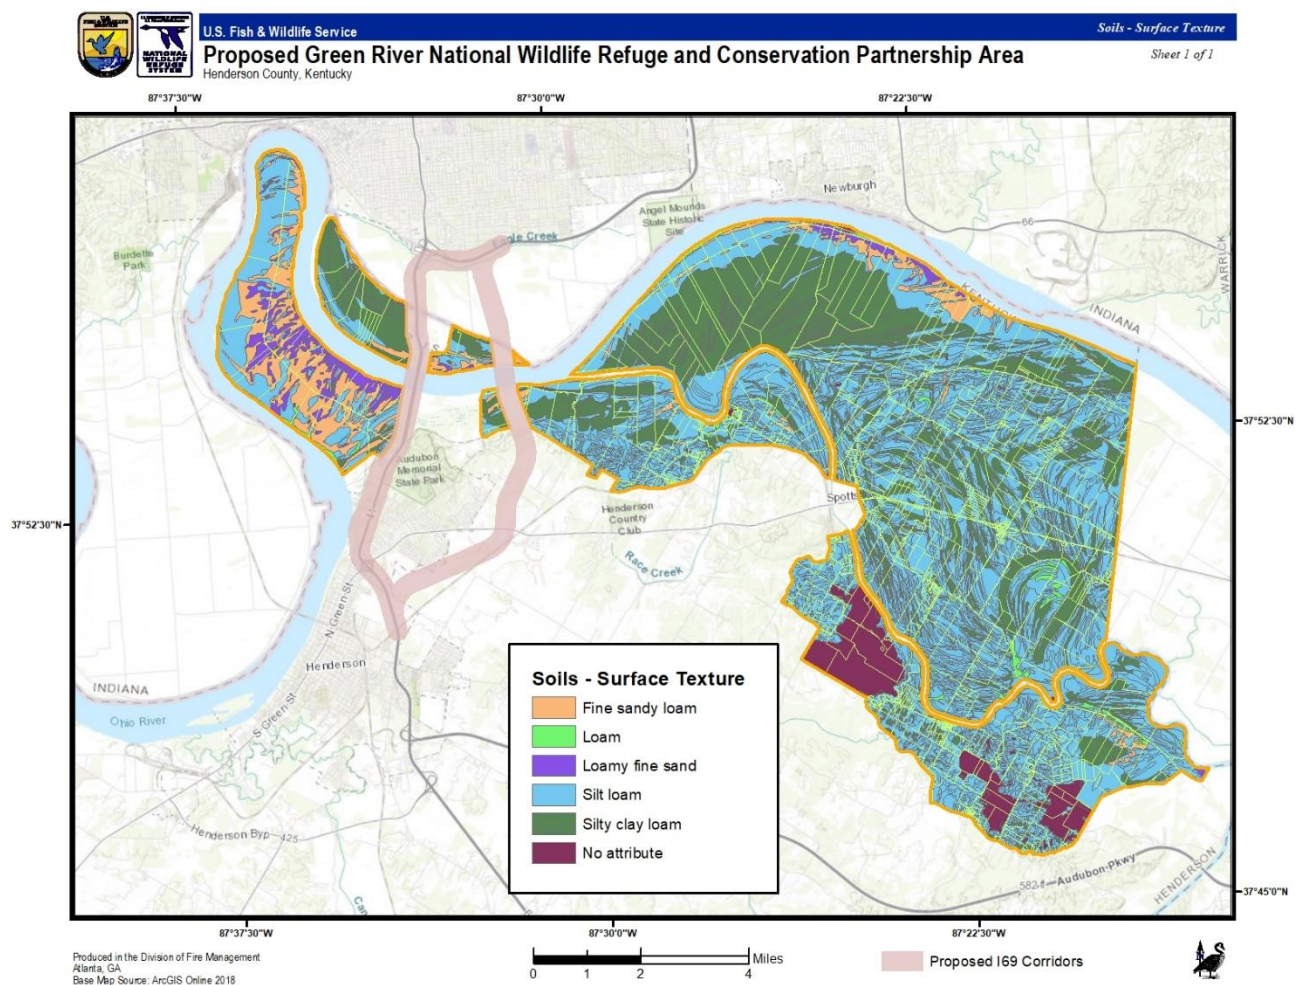 U.S. Fish & Wildlife Service
Soils - Surface Texture
Proposed Green River National Wildlife Refuge and Conservation Partnership Area
Sheet 1 of 1
Henderson County, Kentucky
NATIONAL
WILDLIFE
REFUGE
SYSTEM
87°37'30"W
87°30'0"W
87°22'30"W
Newburgh
66
Angel Mounds
State Historic
Site
Eagle Creek
Burdette
Park
WARRICK
INDIANA
37°52'30"N
Audubon
Memorial
State Park
Spotts
Henderson
Country
Club
37°52'30"N
Race Creek
N Green St
Henderson
INDIANA
Ohio River
S Green St
Soils - Surface Texture
Fine sandy loam
Loam
Loamy fine sand
Silt loam
Silty clay loam
No attribute
Henderson Byp
425
Audubon Pkwy
HENDERSON
37°45'0"N
87°37'30"W
87°30'0"W
87°22'30"W
Produced in the Division of Fire Management
Atlanta, GA
Base Map Source: ArcGIS Online 2018
Miles
0 1 2 4
Proposed I69 Corridors